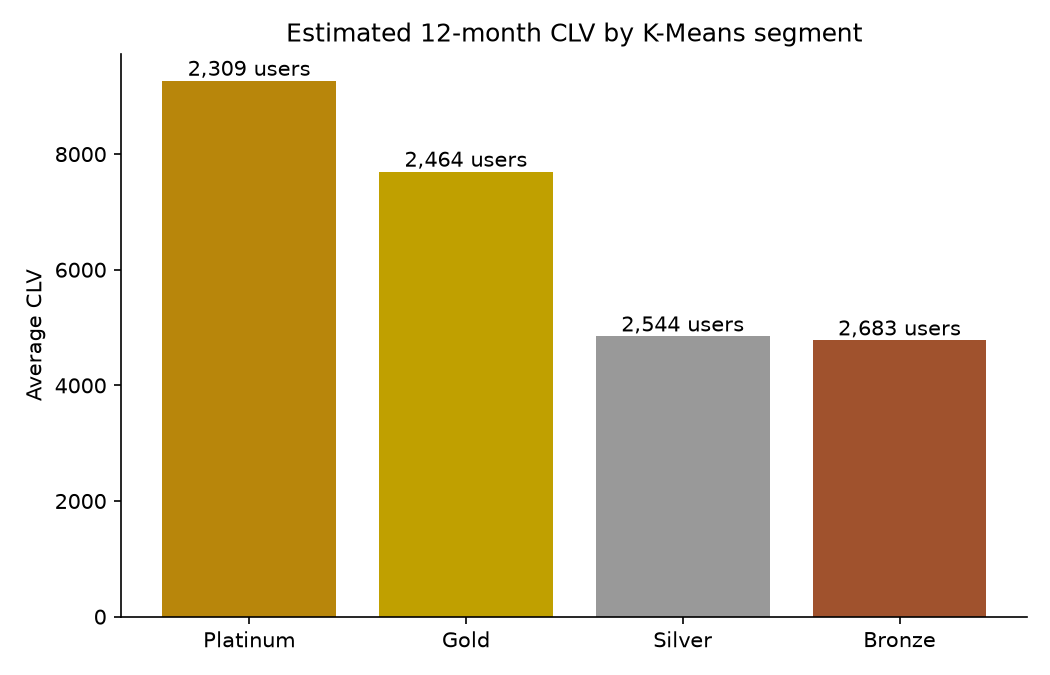 Estimated 12-month CLV by K-Means segment
2,309 users
2,464 users
2,544 users
2,683 users
Average CLV
8000
6000
4000
2000
0
Platinum
Gold
Silver
Bronze